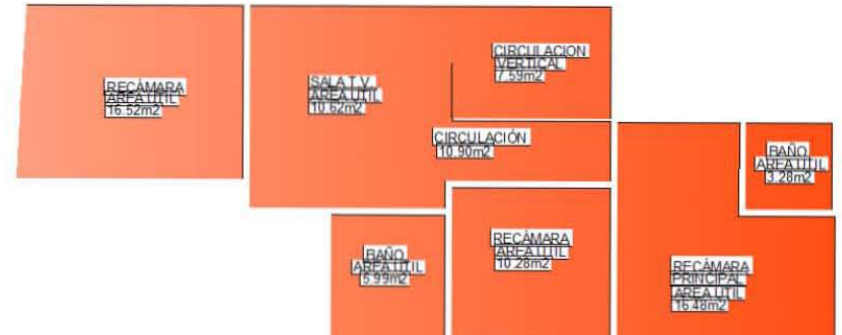 RECÁMARA
AREA UTIL
16.52m2
SALA T.V.
AREA UTIL
10.62m2
CIRCULACION
VERTICAL
7.59m2
CIRCULACIÓN
10.90m2
BAÑO
AREA UTIL
3.28m2
BAÑO
AREA UTIL
5.99m2
RECÁMARA
AREA UTIL
10.28m2
RECÁMARA
PRINCIPAL
AREA UTIL
16.48m2